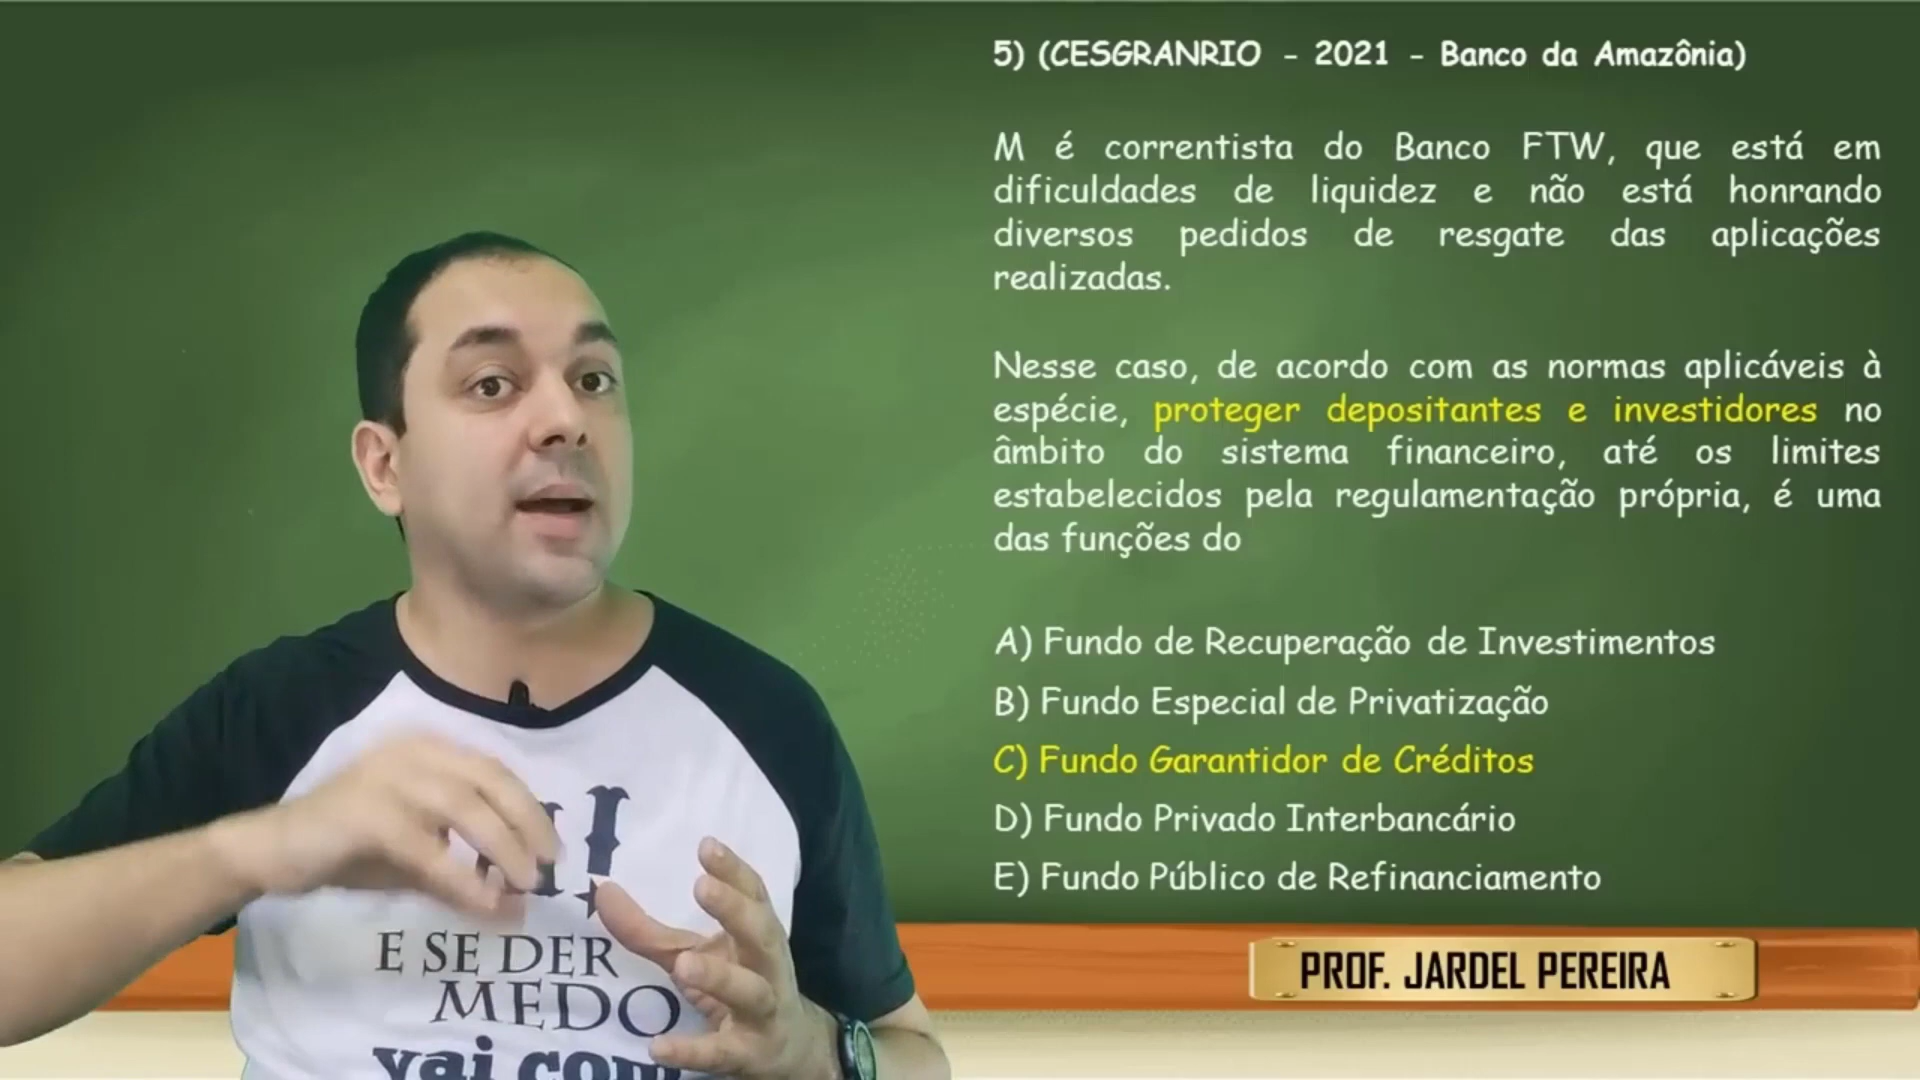 5) (CESGRANRIO - 2021 - Banco da Amazônia)
M é correntista do Banco FTW, que está em
dificuldades de liquidez e não está honrando
diversos pedidos de resgate das aplicações
realizadas.
Nesse caso, de acordo com as normas aplicáveis à
espécie, proteger depositantes e investidores no
âmbito do sistema financeiro, até os limites
estabelecidos pela regulamentação própria, é uma
das funções do
A) Fundo de Recuperação de Investimentos
B) Fundo Especial de Privatização
C) Fundo Garantidor de Créditos
D) Fundo Privado Interbancário
E) Fundo Público de Refinanciamento
PROF. JARDEL PEREIRA
E SE DER
MEDO
vai com